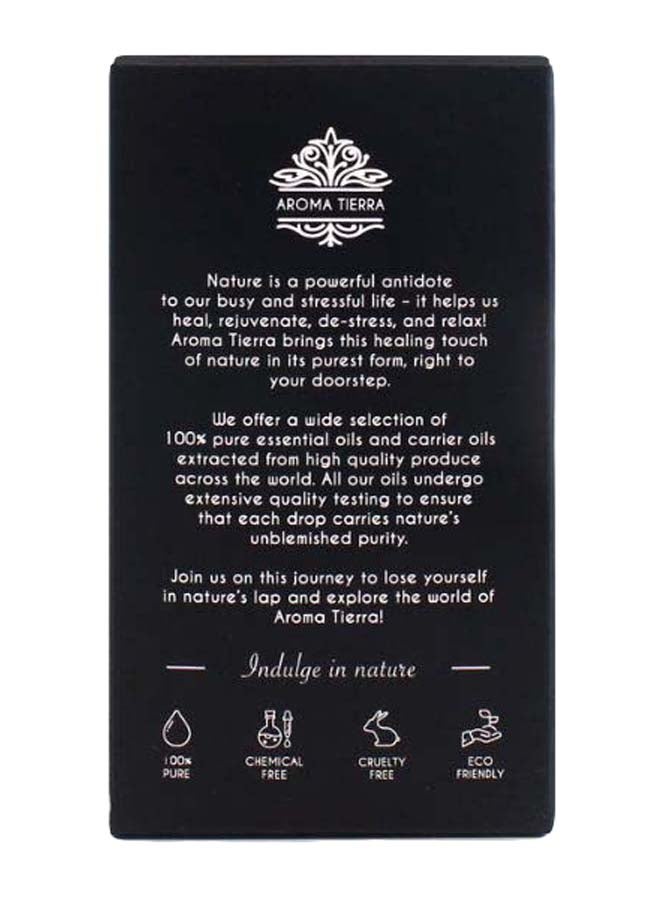 AROMA TIERRA
Nature is a powerful antidote
to our busy and stressful life – it helps us
heal, rejuvenate, de-stress, and relax!
Aroma Tierra brings this healing touch
of nature in its purest form, right to
your doorstep.
We offer a wide selection of
100% pure essential oils and carrier oils
extracted from high quality produce
across the world. All our oils undergo
extensive quality testing to ensure
that each drop carries nature's
unblemished purity.
Join us on this journey to lose yourself
in nature's lap and explore the world of
Aroma Tierra!
Indulge in nature
100%
PURE
CHEMICAL
FREE
CRUELTY
FREE
ECO
FRIENDLY